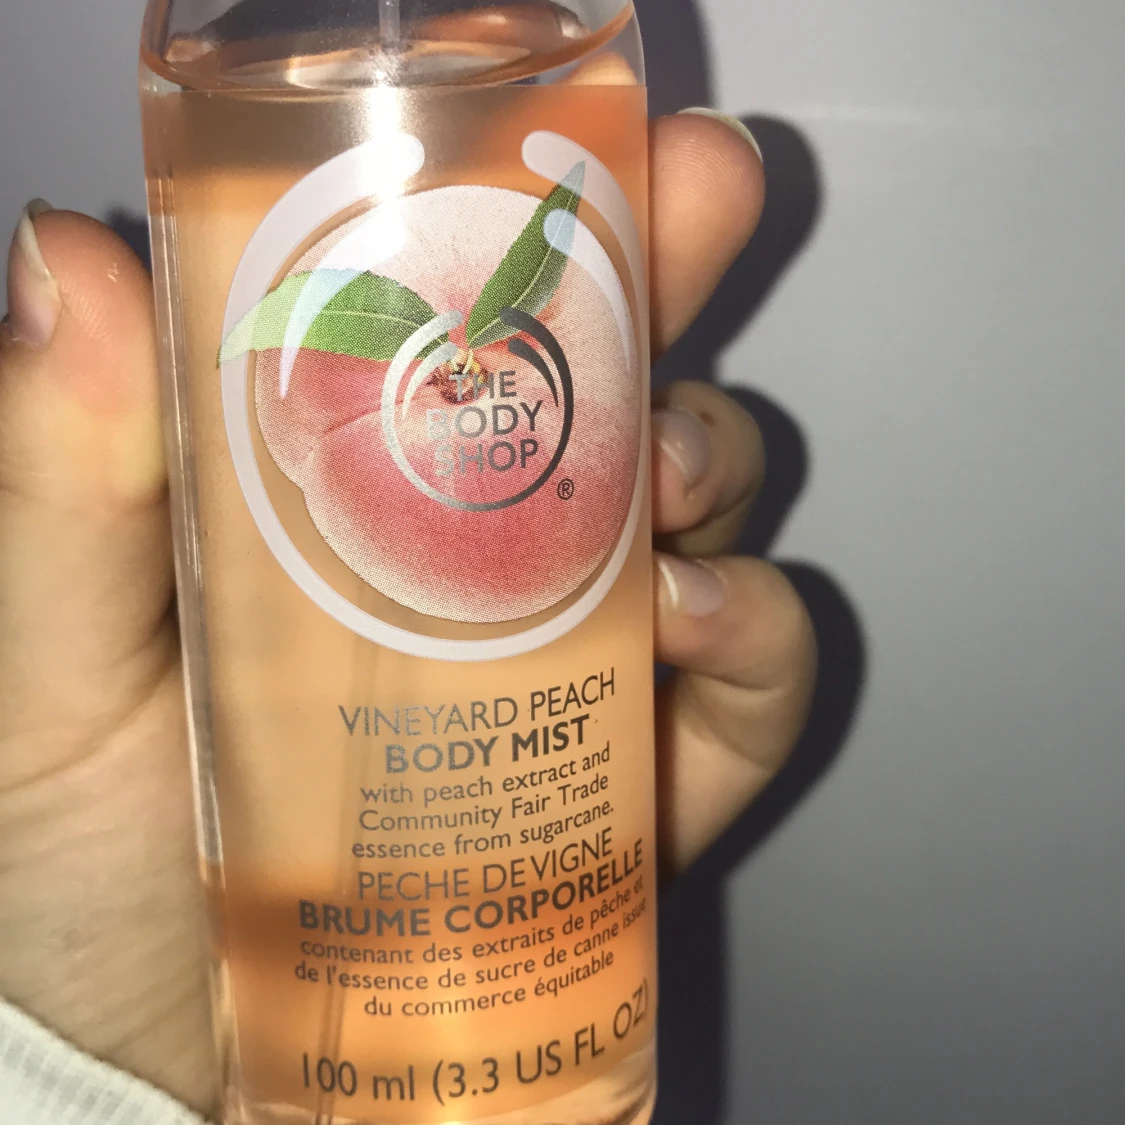 THE
BODY
SHOP
®
VINEYARD PEACH
BODY MIST
with peach extract and
Community Fair Trade
essence from sugarcane.
PECHE DE VIGNE
BRUME CORPORELLE
contenant des extraits de pêche et
de l'essence de sucre de canne issue
du commerce équitable
100 ml (3.3 US FL OZ)